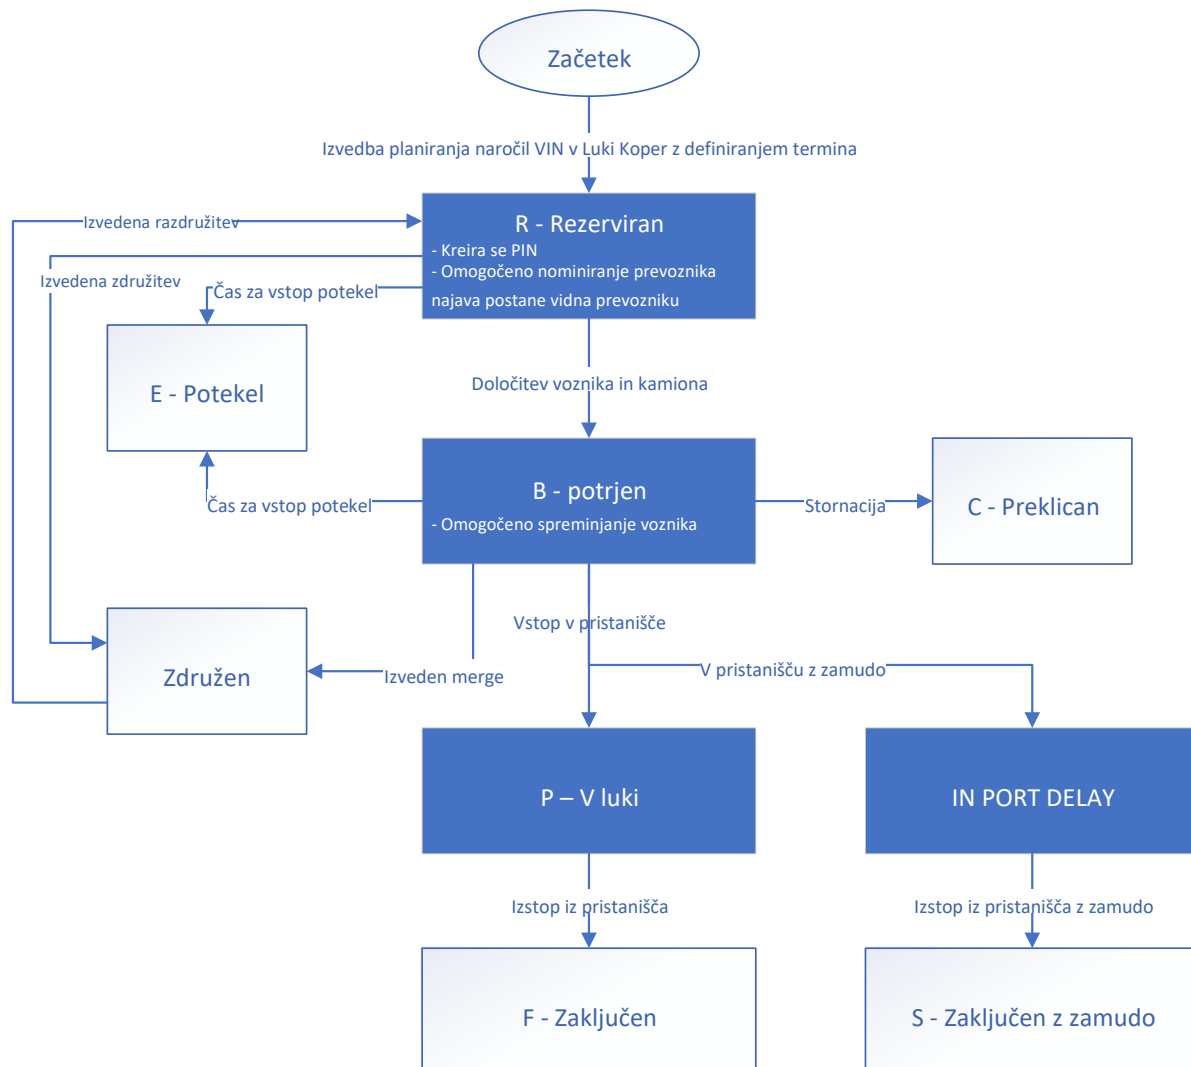 Začetek
Izvedba planiranja naročil VIN v Luki Koper z definiranjem termina
R - Rezerviran
- Kreira se PIN
- Omogočeno nominiranje prevoznika
najava postane vidna prevozniku
Izvedena razdružitev
Izvedena združitev
Čas za vstop potekel
E - Potekel
Določitev voznika in kamiona
B - potrjen
- Omogočeno spreminjanje voznika
Čas za vstop potekel
Stornacija
C - Preklican
Vstop v pristanišče
Združen
Izveden merge
V pristanišču z zamudo
P – V luki
IN PORT DELAY
Izstop iz pristanišča
Izstop iz pristanišča z zamudo
F - Zaključen
S - Zaključen z zamudo